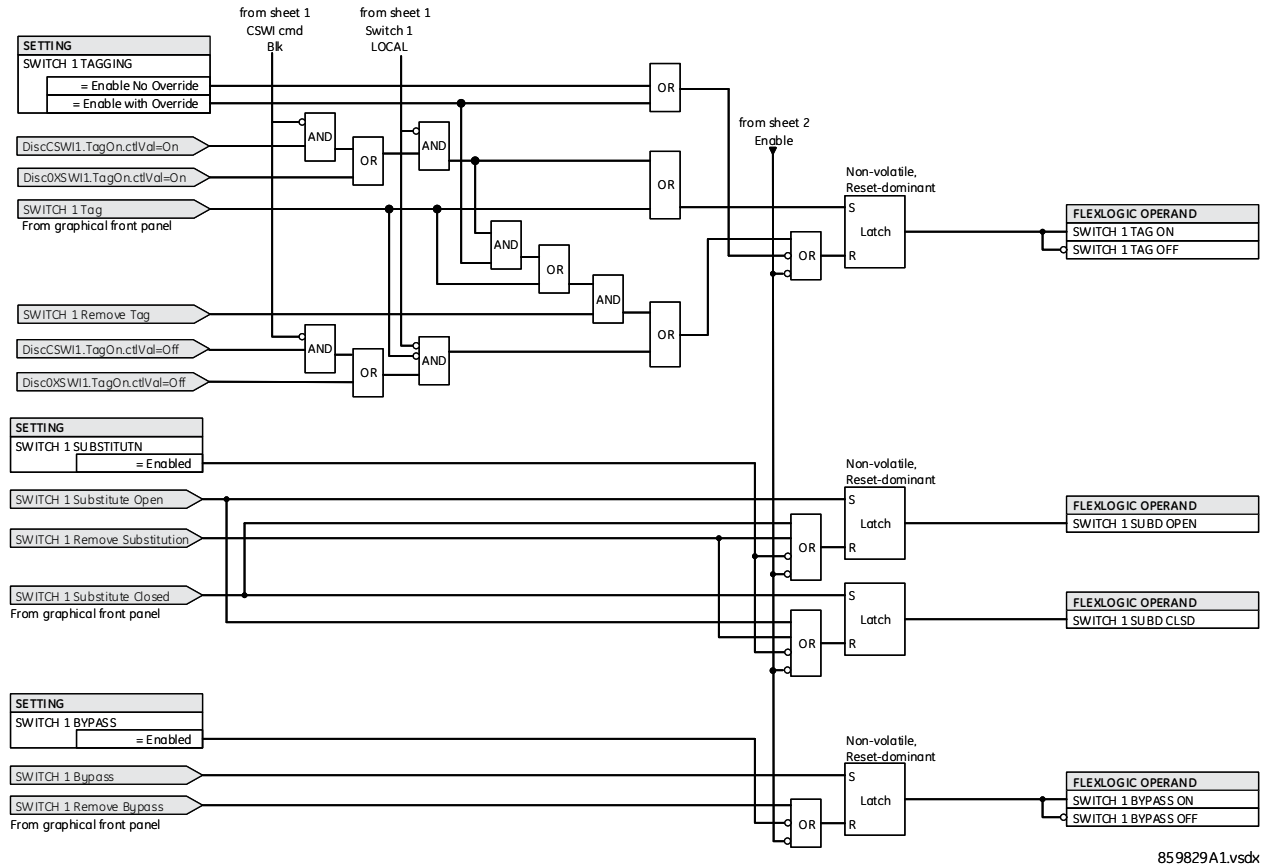 from sheet 1
CSWI cmd
Blk
from sheet 1
Switch 1
LOCAL
SETTING
SWITCH 1 TAGGING
= Enable No Override
= Enable with Override
OR
from sheet 2
Enable
DiscCSWI1.TagOn.ctlVal=On
AND
OR
AND
Disc0XSWI1.TagOn.ctlVal=On
OR
SWITCH 1 Tag
From graphical front panel
AND
OR
AND
Non-volatile,
Reset-dominant
S
Latch
R
OR
FLEXLOGIC OPERAND
SWITCH 1 TAG ON
SWITCH 1 TAG OFF
SWITCH 1 Remove Tag
OR
DiscCSWI1.TagOn.ctlVal=Off
AND
OR
AND
Disc0XSWI1.TagOn.ctlVal=Off
SETTING
SWITCH 1 SUBSTITUTN
= Enabled
Non-volatile,
Reset-dominant
SWITCH 1 Substitute Open
S
Latch
R
OR
FLEXLOGIC OPERAND
SWITCH 1 SUBD OPEN
SWITCH 1 Remove Substitution
SWITCH 1 Substitute Closed
From graphical front panel
S
Latch
R
OR
FLEXLOGIC OPERAND
SWITCH 1 SUBD CLSD
SETTING
SWITCH 1 BYPASS
= Enabled
Non-volatile,
Reset-dominant
SWITCH 1 Bypass
S
Latch
R
OR
FLEXLOGIC OPERAND
SWITCH 1 BYPASS ON
SWITCH 1 BYPASS OFF
SWITCH 1 Remove Bypass
From graphical front panel
859829A1.vsdx